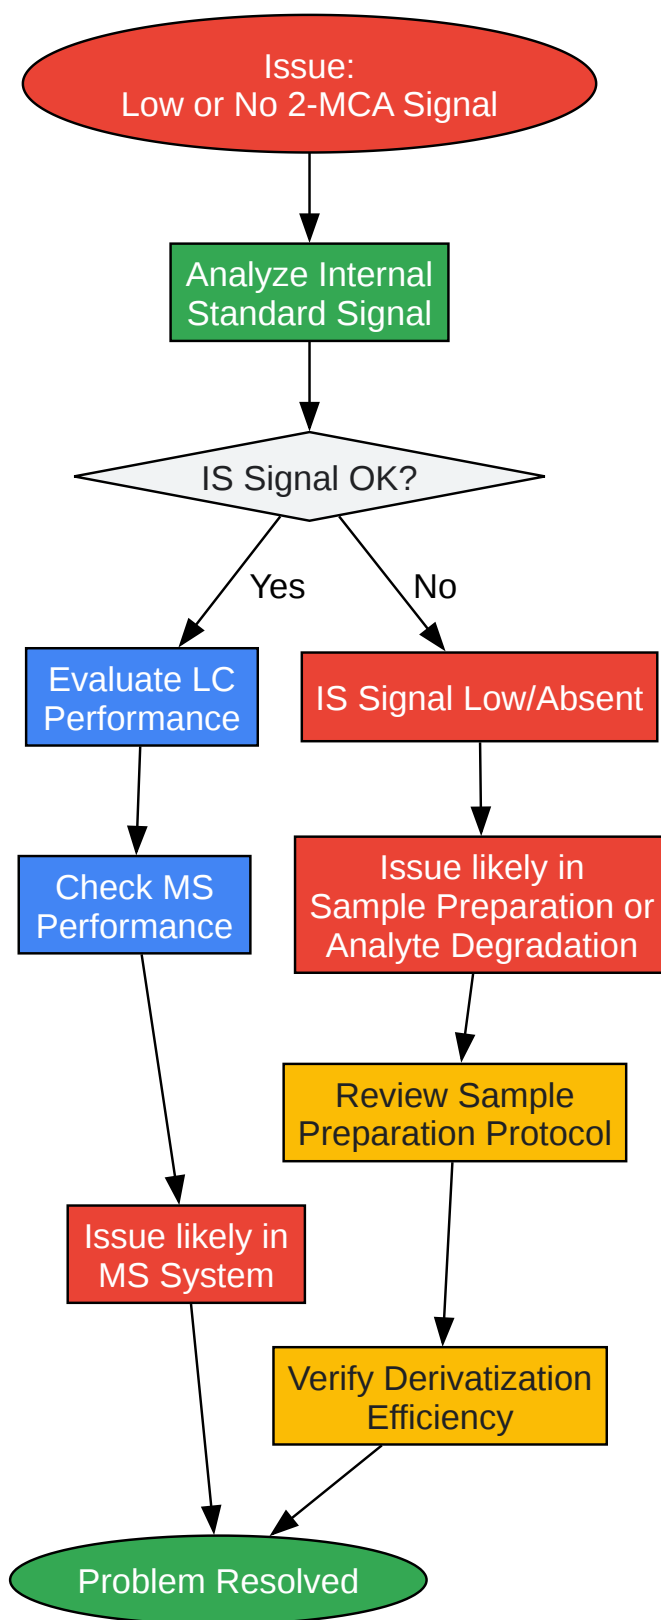 Issue:
Low or No 2-MCA Signal
Analyze Internal
Standard Signal
IS Signal OK?
Yes
No
Evaluate LC
Performance
IS Signal Low/Absent
Check MS
Performance
Issue likely in
Sample Preparation or
Analyte Degradation
Review Sample
Preparation Protocol
Issue likely in
MS System
Verify Derivatization
Efficiency
Problem Resolved